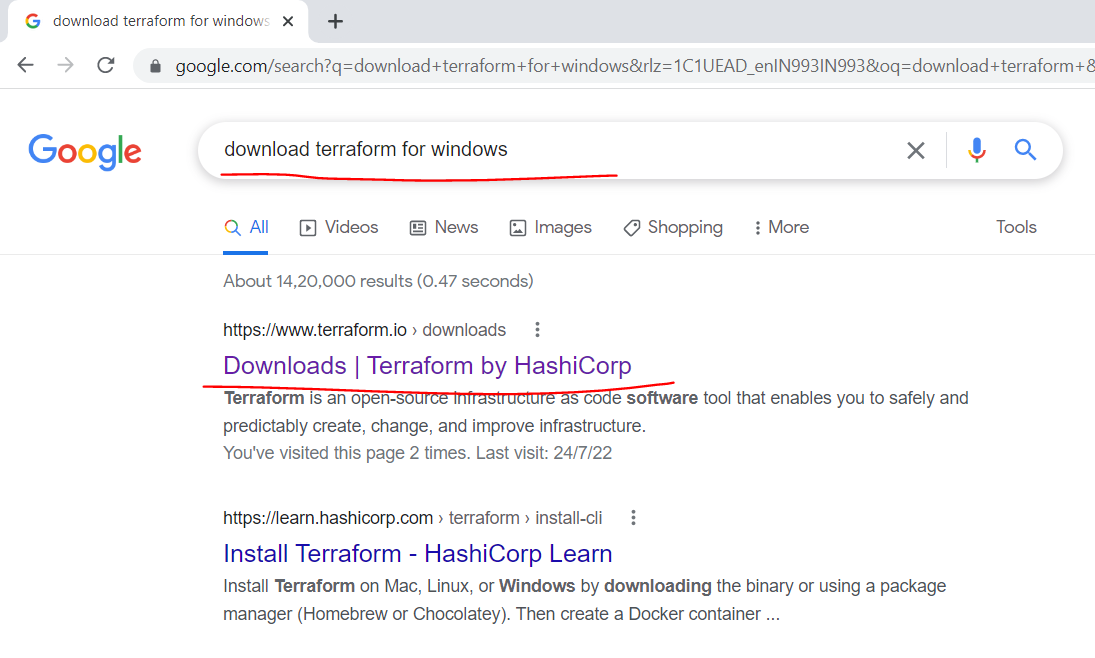 download terraform for windows
google.com/search?q=download+terraform+for+windows&rlz=1C1UEAD_enIN993IN993&oq=download+terraform+&
Google
download terraform for windows
All Videos News Images Shopping More Tools
About 14,20,000 results (0.47 seconds)
https://www.terraform.io › downloads
Downloads | Terraform by HashiCorp
Terraform is an open-source infrastructure as code software tool that enables you to safely and
predictably create, change, and improve infrastructure.
You've visited this page 2 times. Last visit: 24/7/22
https://learn.hashicorp.com › terraform › install-cli
Install Terraform - HashiCorp Learn
Install Terraform on Mac, Linux, or Windows by downloading the binary or using a package
manager (Homebrew or Chocolatey). Then create a Docker container ...